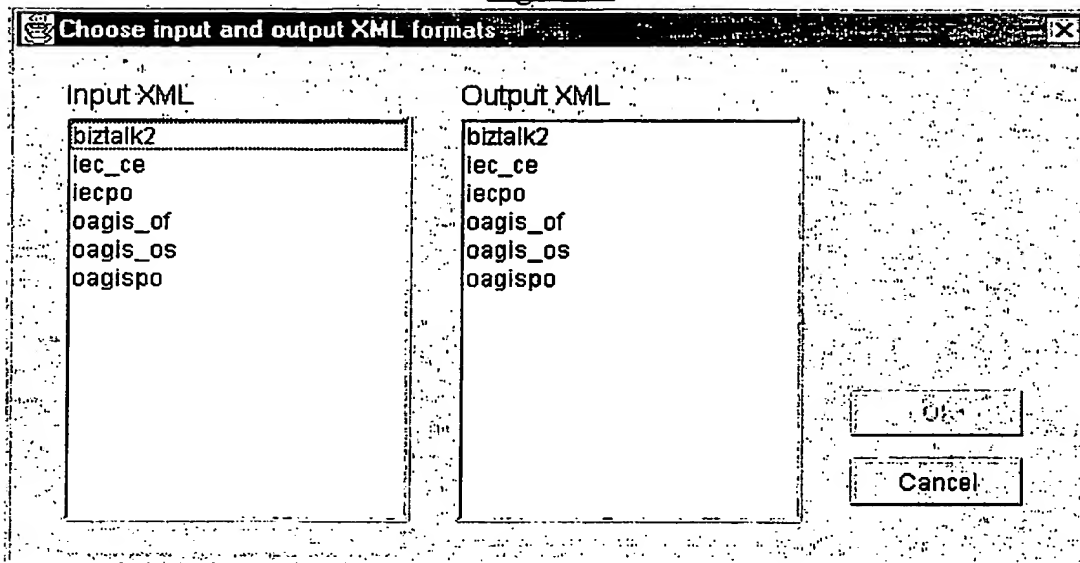 Choose input and output XML formats
Input XML
biztalk2
iec_ce
iecpo
oagis_of
oagis_os
oagispo
Output XML
biztalk2
iec_ce
iecpo
oagis_of
oagis_os
oagispo
Cancel